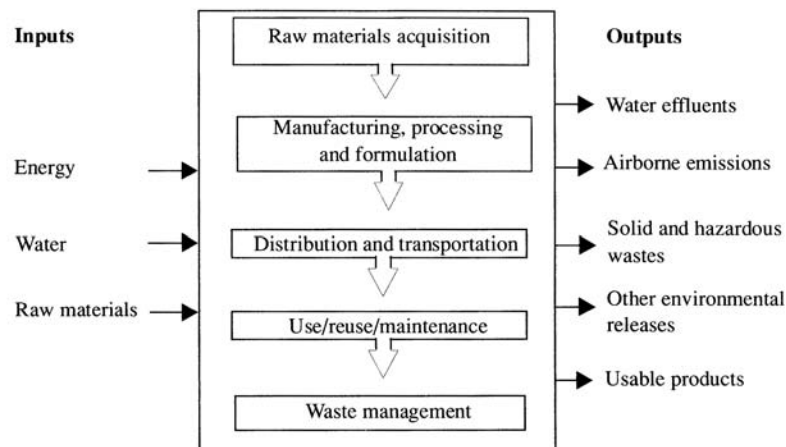 Inputs
Raw materials acquisition
Outputs
Water effluents
Manufacturing, processing
and formulation
Energy
Airborne emissions
Water
Distribution and transportation
Solid and hazardous
wastes
Raw materials
Use/reuse/maintenance
Other environmental
releases
Usable products
Waste management